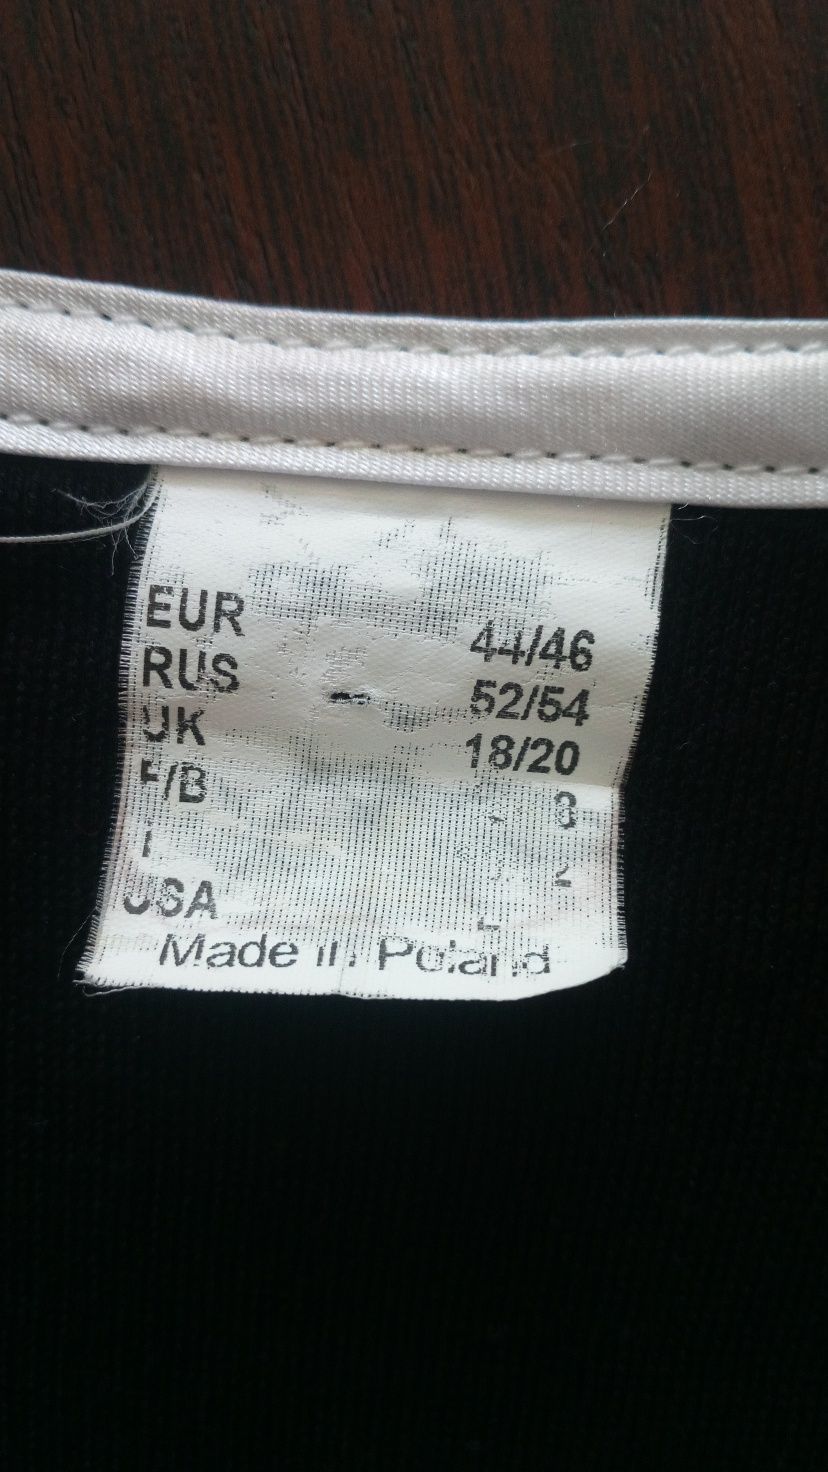 EUR 44/46
RUS 52/54
UK 18/20
F/B
USA
Made in Poland